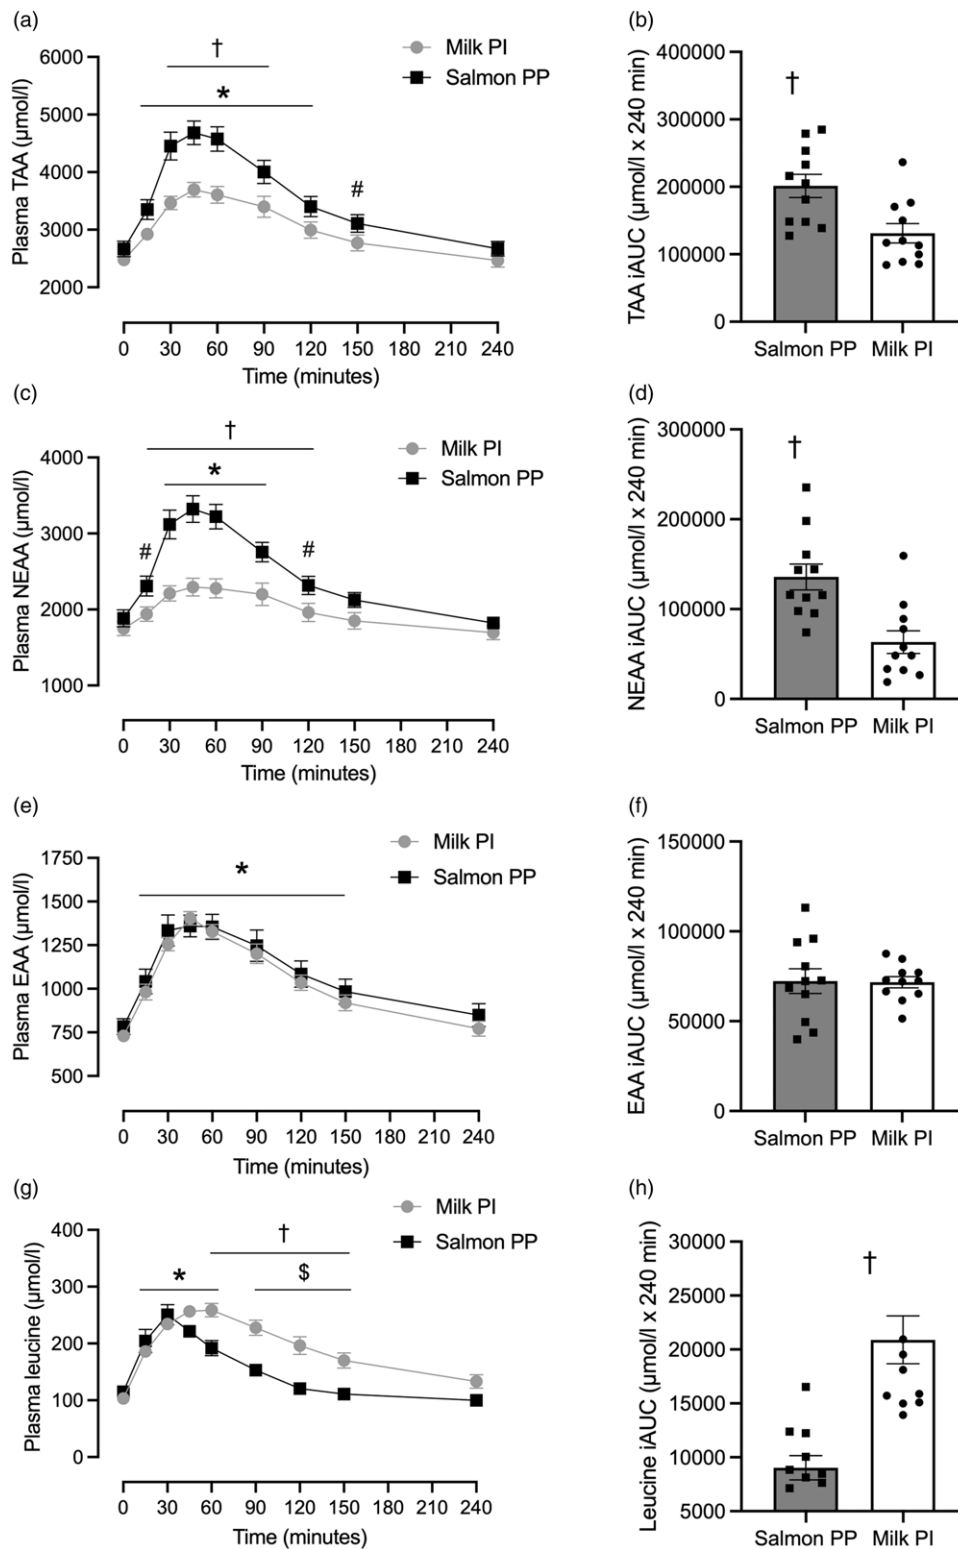 (a)
Milk PI
Salmon PP
†
*
#
Plasma TAA (μmol/l)
6000
5000
4000
3000
2000
0 30 60 90 120 150 180 210 240
Time (minutes)
(b)
TAA iAUC (μmol/l x 240 min)
400000
300000
200000
100000
0
†
Salmon PP Milk PI
(c)
Milk PI
Salmon PP
†
*
#
#
Plasma NEAA (μmol/l)
4000
3000
2000
1000
0 30 60 90 120 150 180 210 240
Time (minutes)
(d)
NEAA iAUC (μmol/l x 240 min)
300000
200000
100000
0
†
Salmon PP Milk PI
(e)
Milk PI
Salmon PP
*
Plasma EAA (μmol/l)
1750
1500
1250
1000
750
500
0 30 60 90 120 150 180 210 240
Time (minutes)
(f)
EAA iAUC (μmol/l x 240 min)
150000
100000
50000
0
Salmon PP Milk PI
(g)
Milk PI
Salmon PP
†
*
$
Plasma leucine (μmol/l)
400
300
200
100
0
0 30 60 90 120 150 180 210 240
Time (minutes)
(h)
Leucine iAUC (μmol/l x 240 min)
30000
25000
20000
15000
10000
5000
†
Salmon PP Milk PI